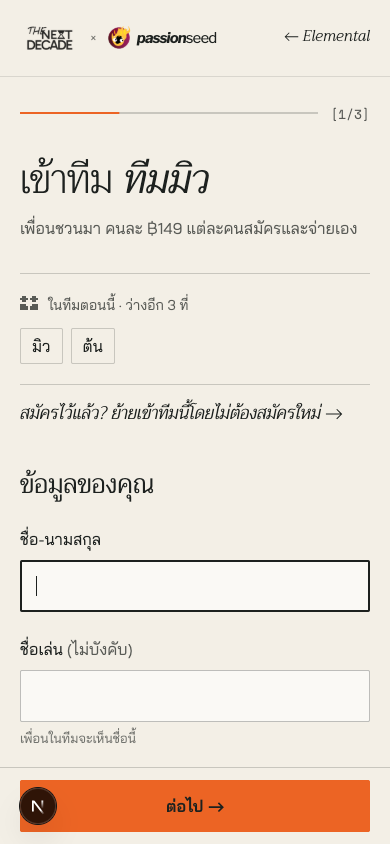 THE NEXT DECADE × passionseed
← Elemental
[1/3]
เข้าทีม ทีมมิว
เพื่อนชวนมา คนละ ฿149 แต่ละคนสมัครและจ่ายเอง
ในทีมตอนนี้ · ว่างอีก 3 ที่
มิว ต้น
สมัครไว้แล้ว? ย้ายเข้าทีมนี้โดยไม่ต้องสมัครใหม่ →
ข้อมูลของคุณ
ชื่อ-นามสกุล
ชื่อเล่น (ไม่บังคับ)
เพื่อนในทีมจะเห็นชื่อนี้
N
ต่อไป →